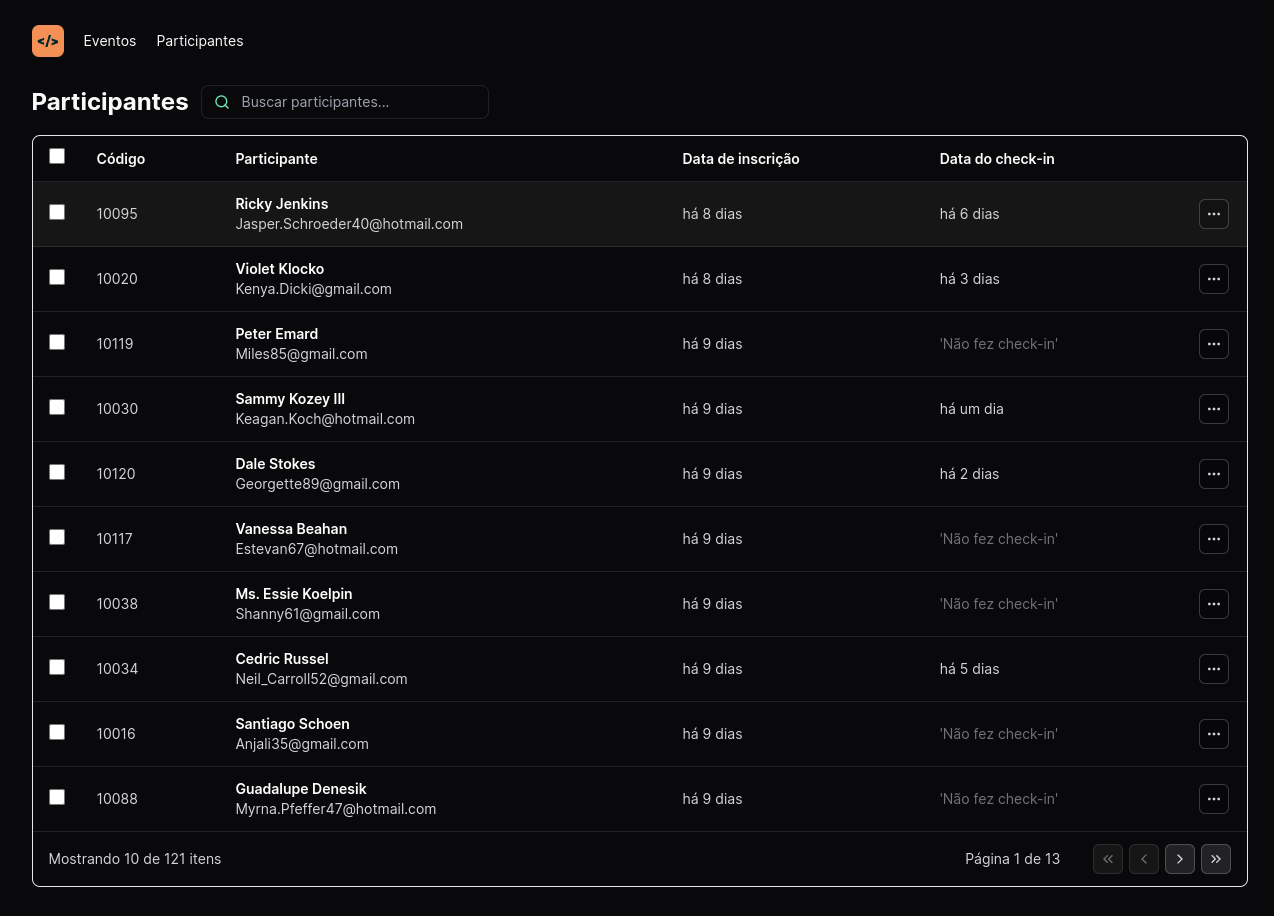 </>
Eventos Participantes
Participantes Buscar participantes...
Código Participante Data de inscrição Data do check-in
Ricky Jenkins
10095 Jasper.Schroeder40@hotmail.com há 8 dias há 6 dias
Violet Klocko
10020 Kenya.Dicki@gmail.com há 8 dias há 3 dias
Peter Emard
10119 Miles85@gmail.com há 9 dias 'Não fez check-in'
Sammy Kozey III
10030 Keagan.Koch@hotmail.com há 9 dias há um dia
Dale Stokes
10120 Georgette89@gmail.com há 9 dias há 2 dias
Vanessa Beahan
10117 Estevan67@hotmail.com há 9 dias 'Não fez check-in'
Ms. Essie Koelpin
10038 Shanny61@gmail.com há 9 dias 'Não fez check-in'
Cedric Russel
10034 Neil_Carroll52@gmail.com há 9 dias há 5 dias
Santiago Schoen
10016 Anjali35@gmail.com há 9 dias 'Não fez check-in'
Guadalupe Denesik
10088 Myrna.Pfeffer47@hotmail.com há 9 dias 'Não fez check-in'
Mostrando 10 de 121 itens Página 1 de 13